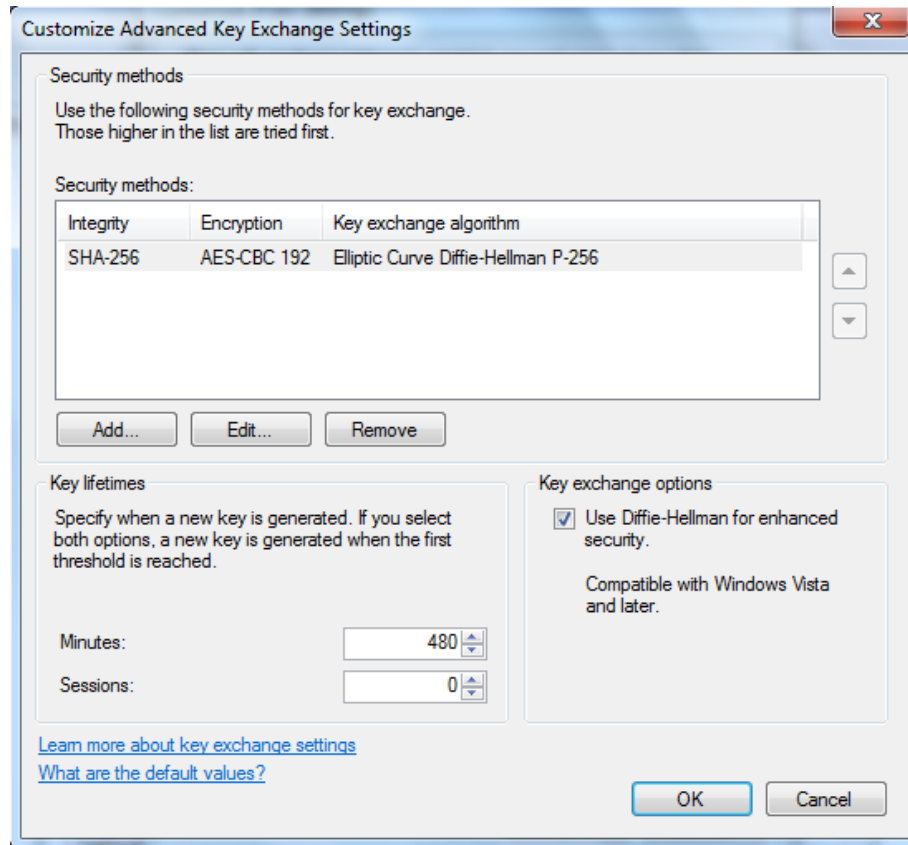 Customize Advanced Key Exchange Settings
Security methods
Use the following security methods for key exchange.
Those higher in the list are tried first.
Security methods:
Integrity Encryption Key exchange algorithm
SHA-256 AES-CBC 192 Elliptic Curve Diffie-Hellman P-256
Add... Edit... Remove
Key lifetimes
Specify when a new key is generated. If you select
both options, a new key is generated when the first
threshold is reached.
Minutes: 480
Sessions: 0
Key exchange options
Use Diffie-Hellman for enhanced
security.
Compatible with Windows Vista
and later.
Learn more about key exchange settings
What are the default values?
OK Cancel